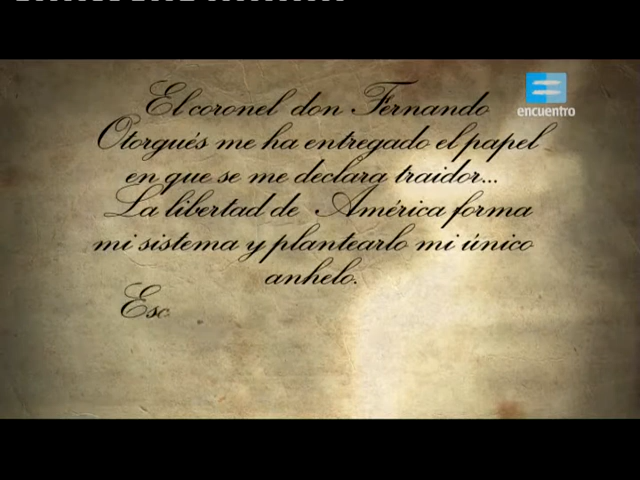 El coronel don Fernando
Otorgués me ha entregado el papel
en que se me declara traidor...
La libertad de América forma
mi sistema y plantearlo mi único
anhelo.
Esc
encuentro